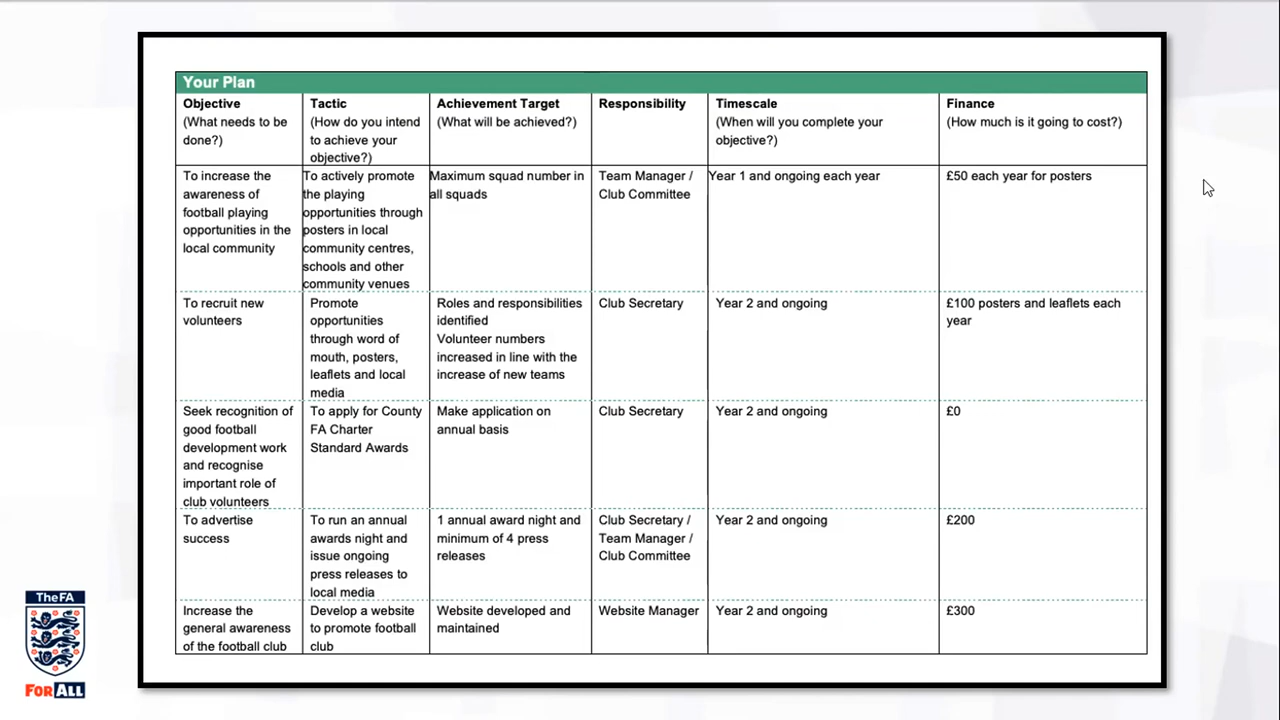 Your Plan
Objective
(What needs to be
done?)
Tactic
(How do you intend
to achieve your
objective?)
Achievement Target
(What will be achieved?)
Responsibility
Timescale
(When will you complete your
objective?)
Finance
(How much is it going to cost?)
To increase the
awareness of
football playing
opportunities in the
local community
To actively promote
the playing
opportunities through
posters in local
community centres,
schools and other
community venues
Maximum squad number in
all squads
Team Manager /
Club Committee
Year 1 and ongoing each year
£50 each year for posters
To recruit new
volunteers
Promote
opportunities
through word of
mouth, posters,
leaflets and local
media
Roles and responsibilities
identified
Volunteer numbers
increased in line with the
increase of new teams
Club Secretary
Year 2 and ongoing
£100 posters and leaflets each
year
Seek recognition of
good football
development work
and recognise
important role of
club volunteers
To apply for County
FA Charter
Standard Awards
Make application on
annual basis
Club Secretary
Year 2 and ongoing
£0
To advertise
success
To run an annual
awards night and
issue ongoing
press releases to
local media
1 annual award night and
minimum of 4 press
releases
Club Secretary /
Team Manager /
Club Committee
Year 2 and ongoing
£200
Increase the
general awareness
of the football club
Develop a website
to promote football
club
Website developed and
maintained
Website Manager
Year 2 and ongoing
£300
The FA
FOR ALL